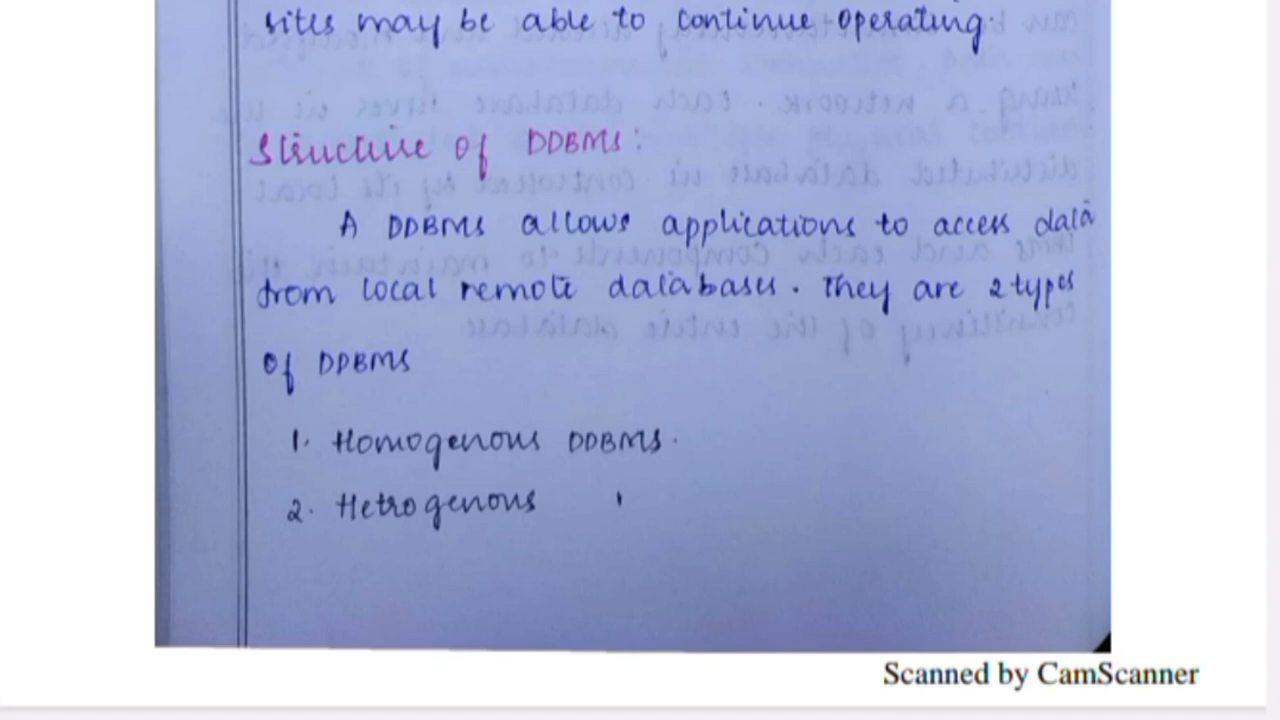 sites may be able to continue operating.
Structure of DDBMS:
A DDBMS allows applications to access data
from local remote databases. They are 2 types
of DDBMS
1. Homogenous DDBMS.
2. Hetrogenous
Scanned by CamScanner